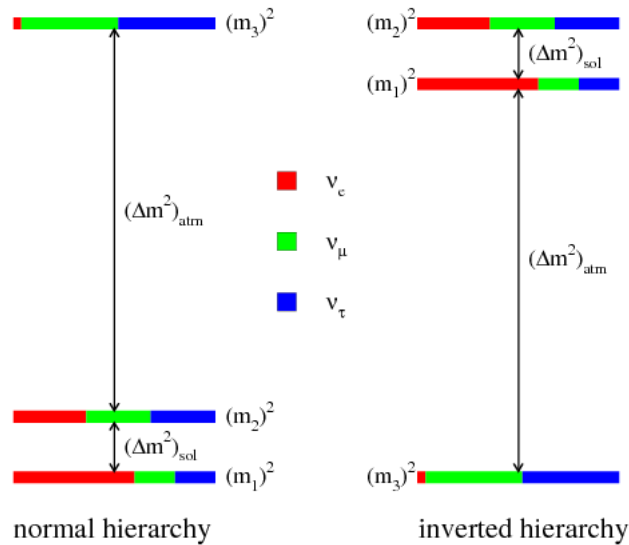 (m₃)²
(Δm²)atm
(m₂)²
(Δm²)sol
(m₁)²
normal hierarchy
νe
νμ
ντ
(m₂)²
(Δm²)sol
(m₁)²
(Δm²)atm
(m₃)²
inverted hierarchy